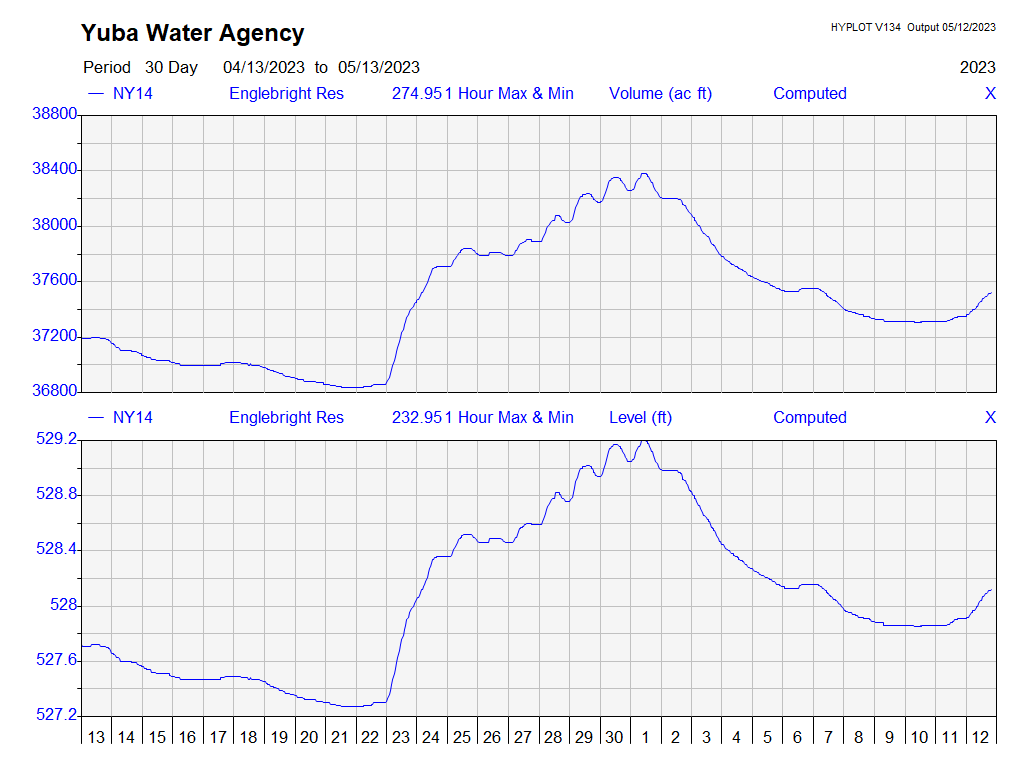 Yuba Water Agency
HYPLOT V134 Output 05/12/2023
Period 30 Day 04/13/2023 to 05/13/2023 2023
NY14 Englebright Res 274.951 Hour Max & Min Volume (ac ft) Computed X
38800
38400
38000
37600
37200
36800
NY14 Englebright Res 232.951 Hour Max & Min Level (ft) Computed X
529.2
528.8
528.4
528
527.6
527.2
13 14 15 16 17 18 19 20 21 22 23 24 25 26 27 28 29 30 1 2 3 4 5 6 7 8 9 10 11 12